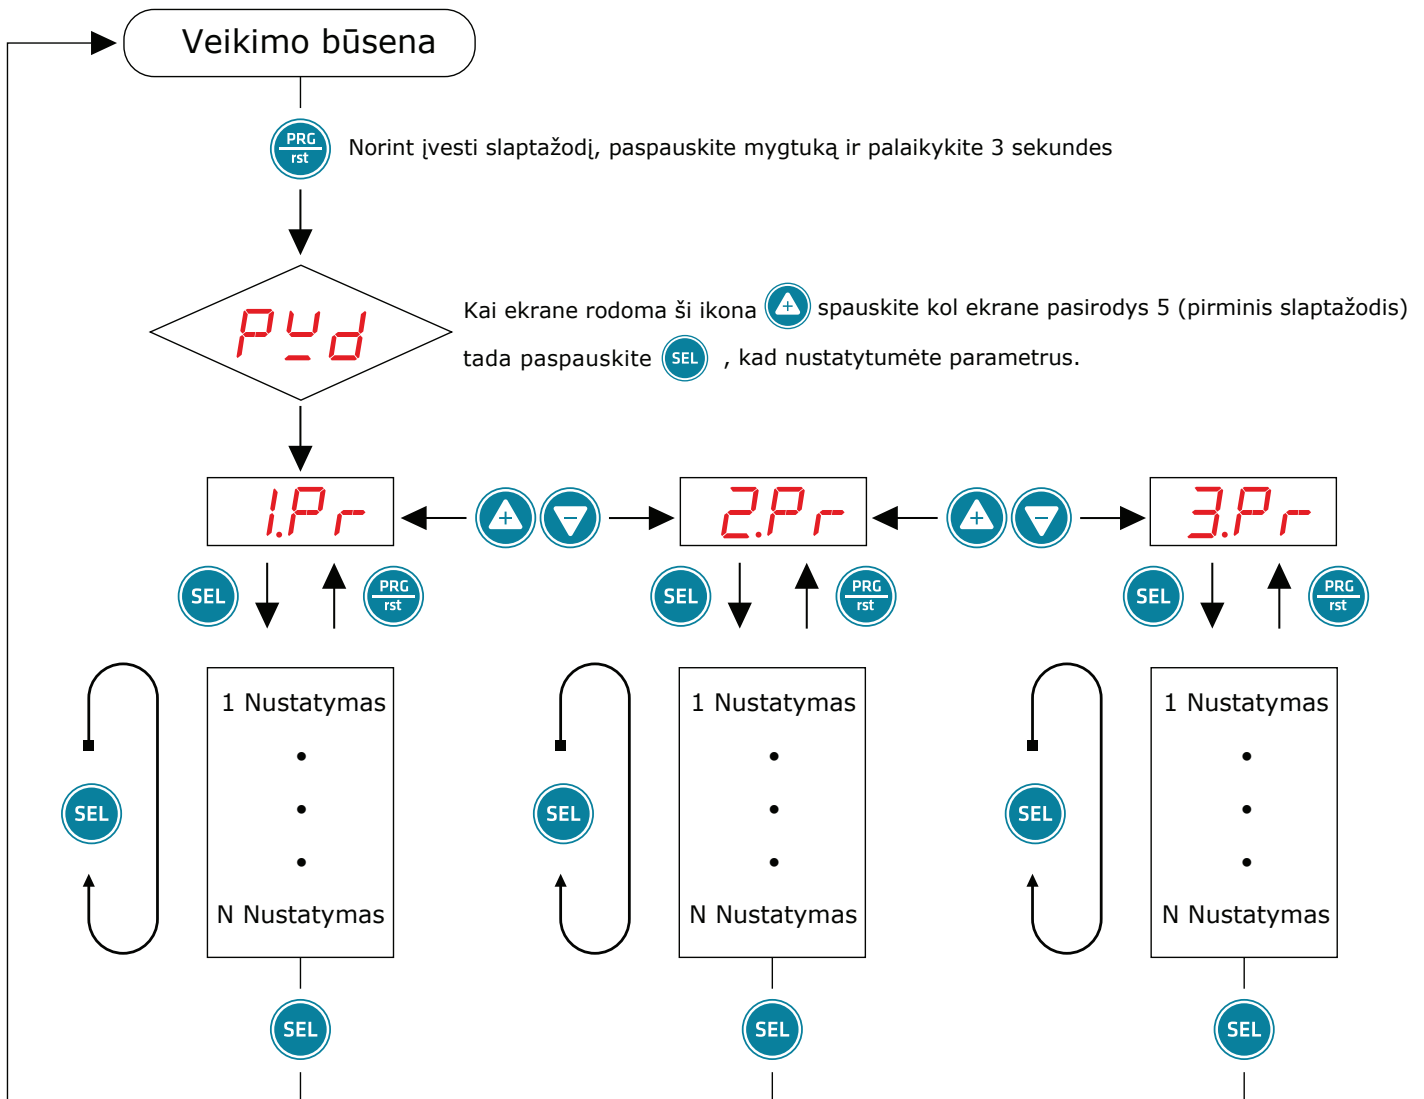 Veikimo būsena
PRG
rst
Norint įvesti slaptažodį, paspauskite mygtuką ir palaikykite 3 sekundes
Kai ekrane rodoma ši ikona + spauskite kol ekrane pasirodys 5 (pirminis slaptažodis)
PYd
tada paspauskite SEL , kad nustatytumėte parametrus.
1.Pr + - 2.Pr + - 3.Pr
SEL PRG rst SEL PRG rst SEL PRG rst
1 Nustatymas 1 Nustatymas 1 Nustatymas
SEL SEL SEL
N Nustatymas N Nustatymas N Nustatymas
SEL SEL SEL